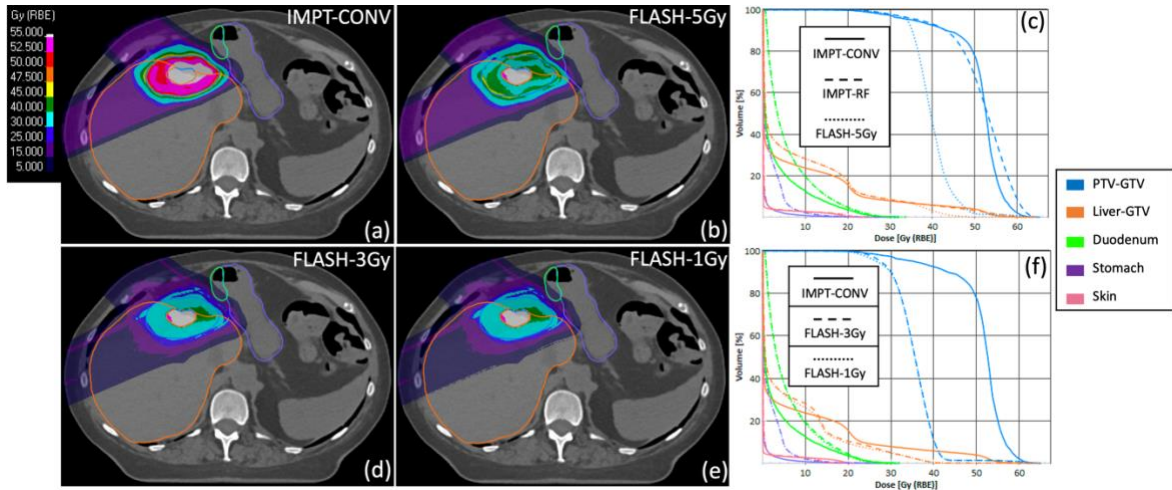 Gy (RBE)
55.000
52.500
50.000
47.500
45.000
40.000
30.000
25.000
15.000
5.000
IMPT-CONV
(a)
FLASH-5Gy
(b)
(c)
Volume [%]
100
80
60
40
20
IMPT-CONV
IMPT-RF
FLASH-5Gy
10
20
30
40
50
60
Dose [Gy (RBE)]
FLASH-3Gy
(d)
FLASH-1Gy
(e)
(f)
Volume [%]
100
80
60
40
20
IMPT-CONV
FLASH-3Gy
FLASH-1Gy
10
20
30
40
50
60
Dose [Gy (RBE)]
PTV-GTV
Liver-GTV
Duodenum
Stomach
Skin